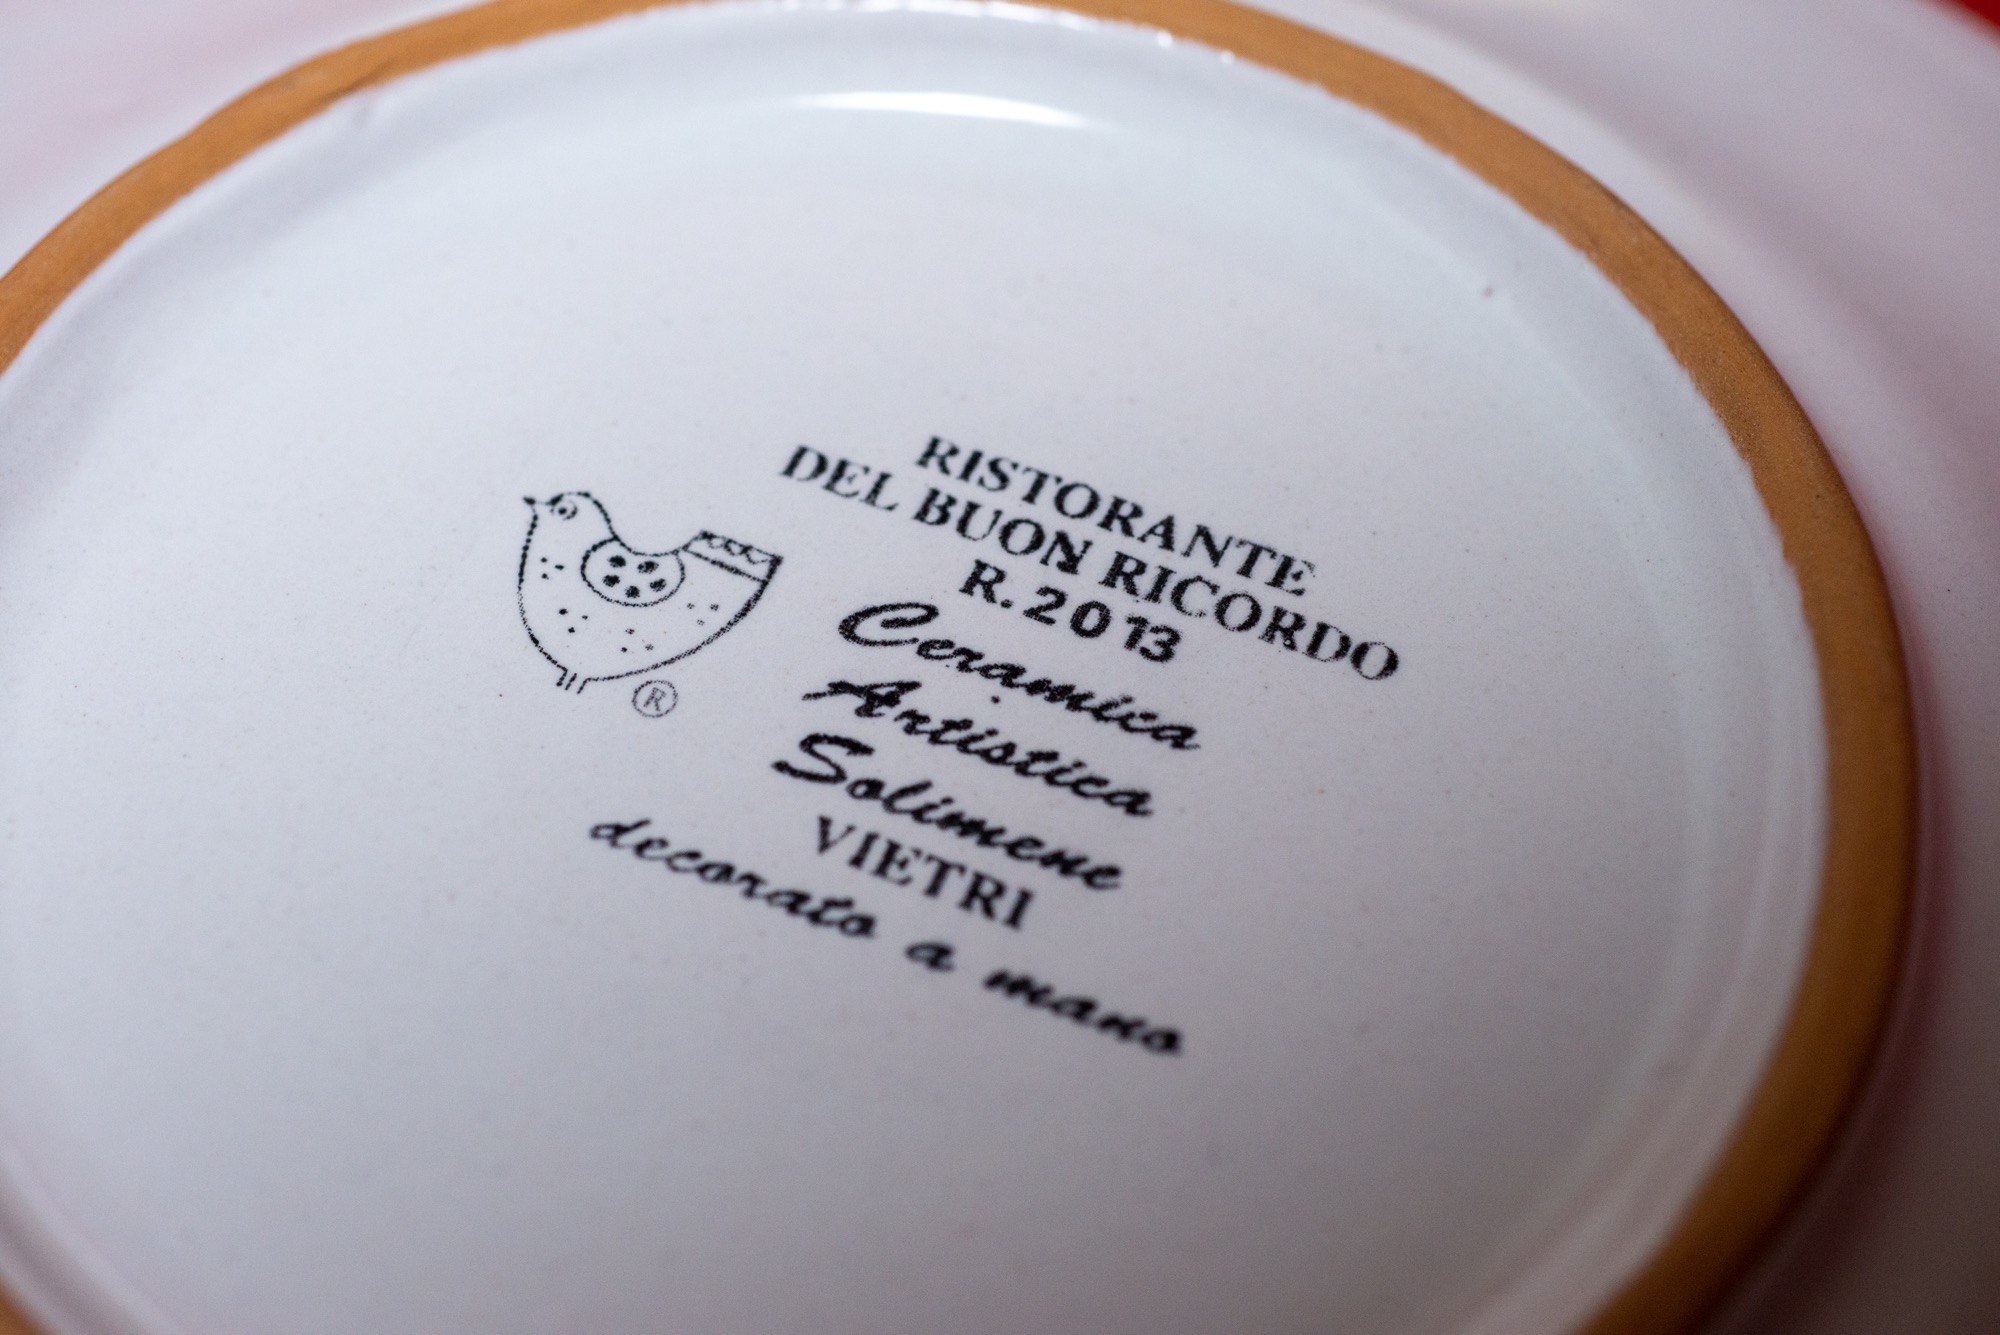 RISTORANTE
DEL BUON RICORDO
R. 2013
Ceramica
Artistica
Solimene
VIETRI
decorato a mano
®